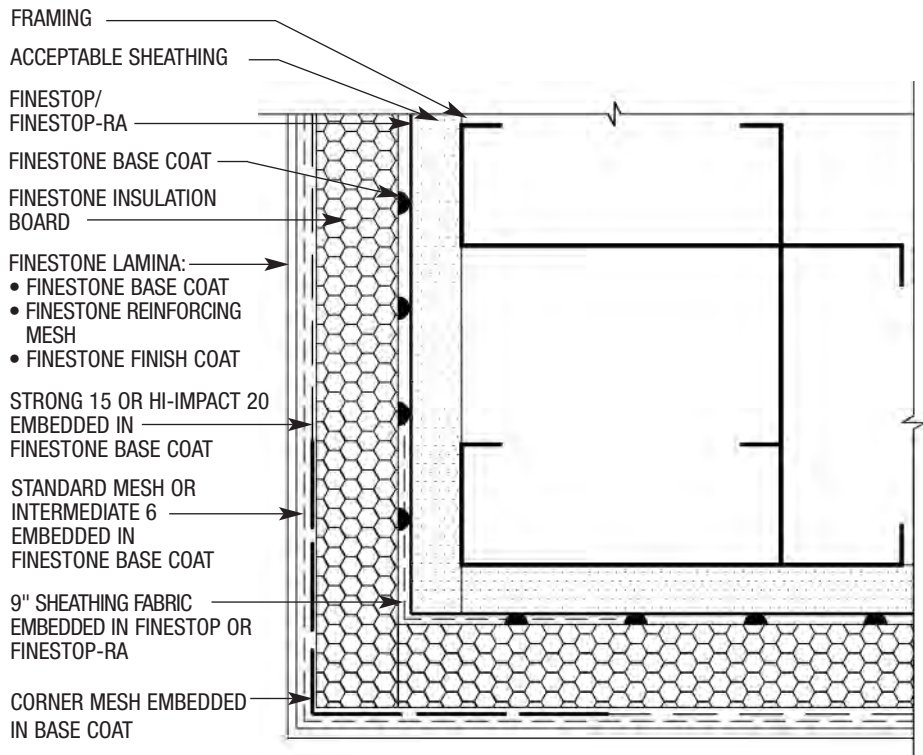 FRAMING
ACCEPTABLE SHEATHING
FINESTOP/
FINESTOP-RA
FINESTONE BASE COAT
FINESTONE INSULATION
BOARD
FINESTONE LAMINA:
• FINESTONE BASE COAT
• FINESTONE REINFORCING
MESH
• FINESTONE FINISH COAT
STRONG 15 OR HI-IMPACT 20
EMBEDDED IN
FINESTONE BASE COAT
STANDARD MESH OR
INTERMEDIATE 6
EMBEDDED IN
FINESTONE BASE COAT
9" SHEATHING FABRIC
EMBEDDED IN FINESTOP OR
FINESTOP-RA
CORNER MESH EMBEDDED
IN BASE COAT